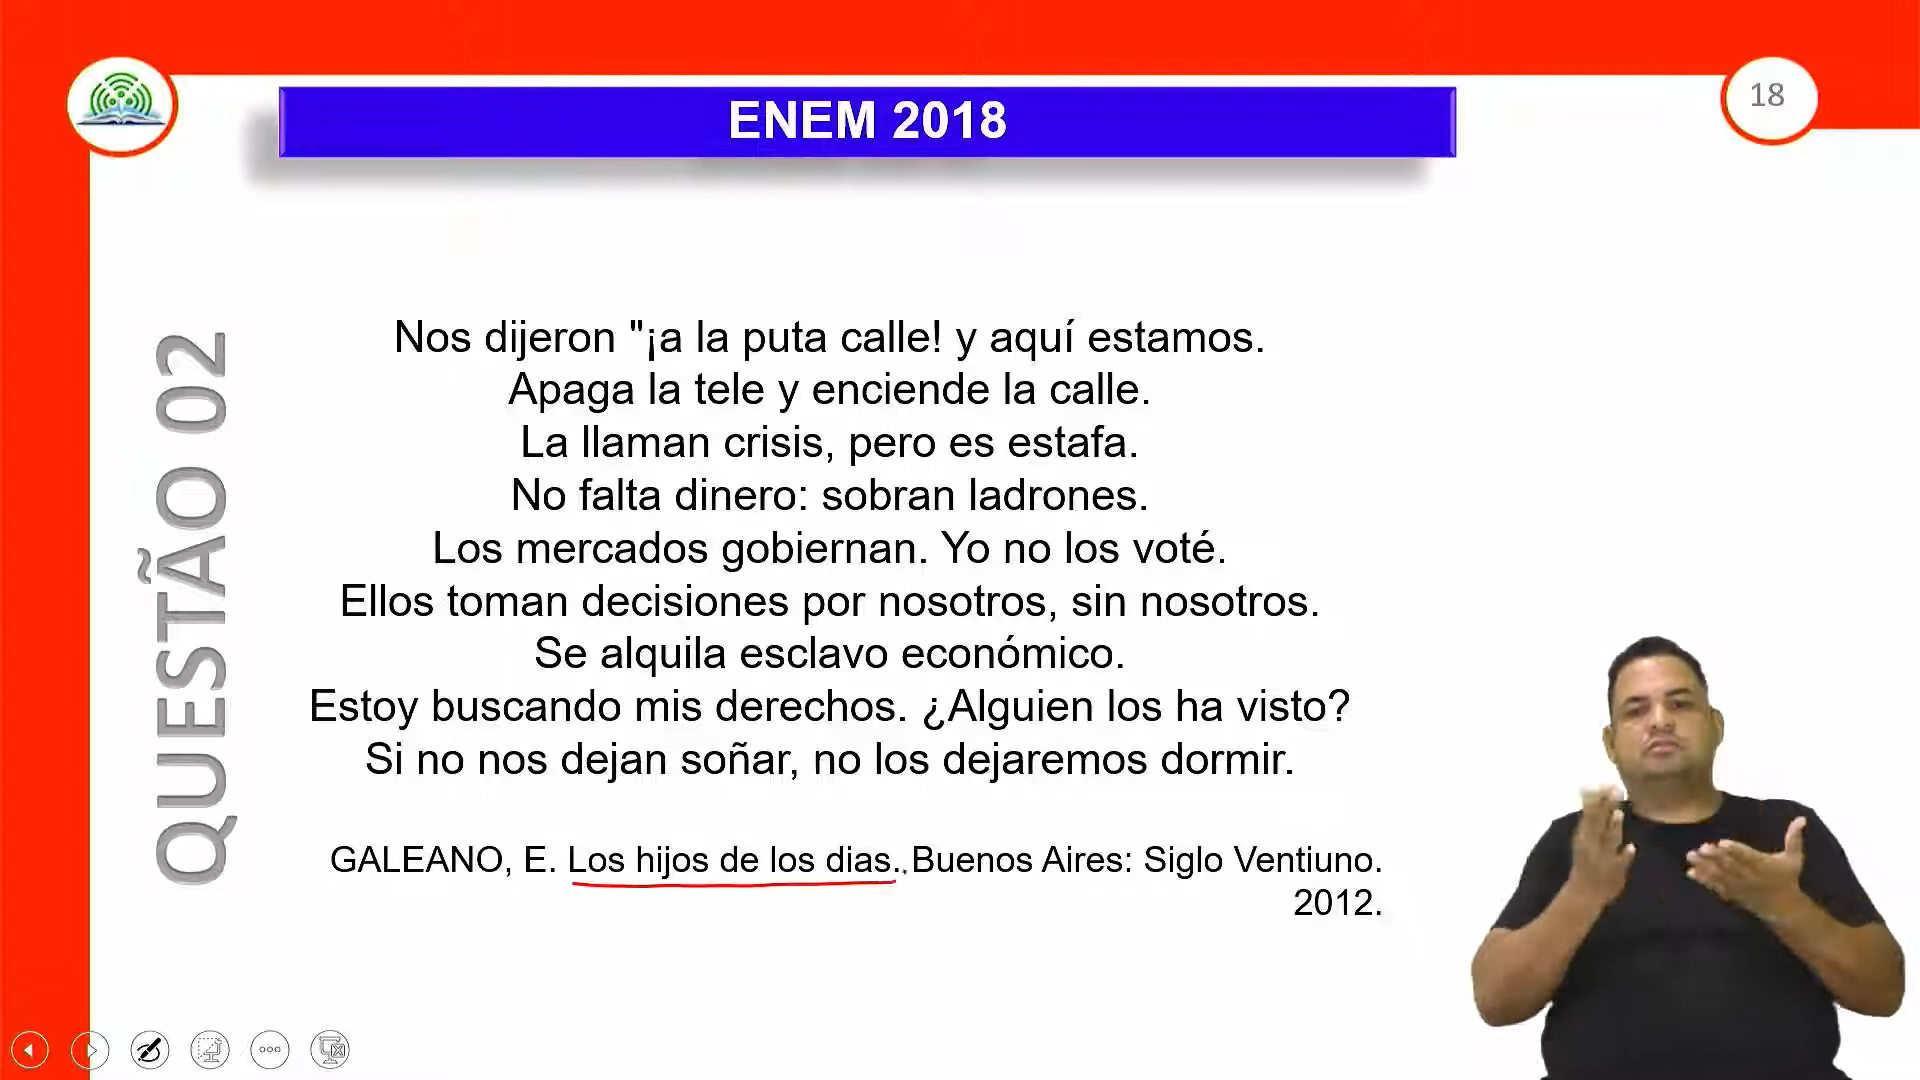 ENEM 2018
18
QUESTÃO 02
Nos dijeron "¡a la puta calle! y aquí estamos.
Apaga la tele y enciende la calle.
La llaman crisis, pero es estafa.
No falta dinero: sobran ladrones.
Los mercados gobiernan. Yo no los voté.
Ellos toman decisiones por nosotros, sin nosotros.
Se alquila esclavo económico.
Estoy buscando mis derechos. ¿Alguien los ha visto?
Si no nos dejan soñar, no los dejaremos dormir.
GALEANO, E. Los hijos de los dias. Buenos Aires: Siglo Ventiuno.
2012.